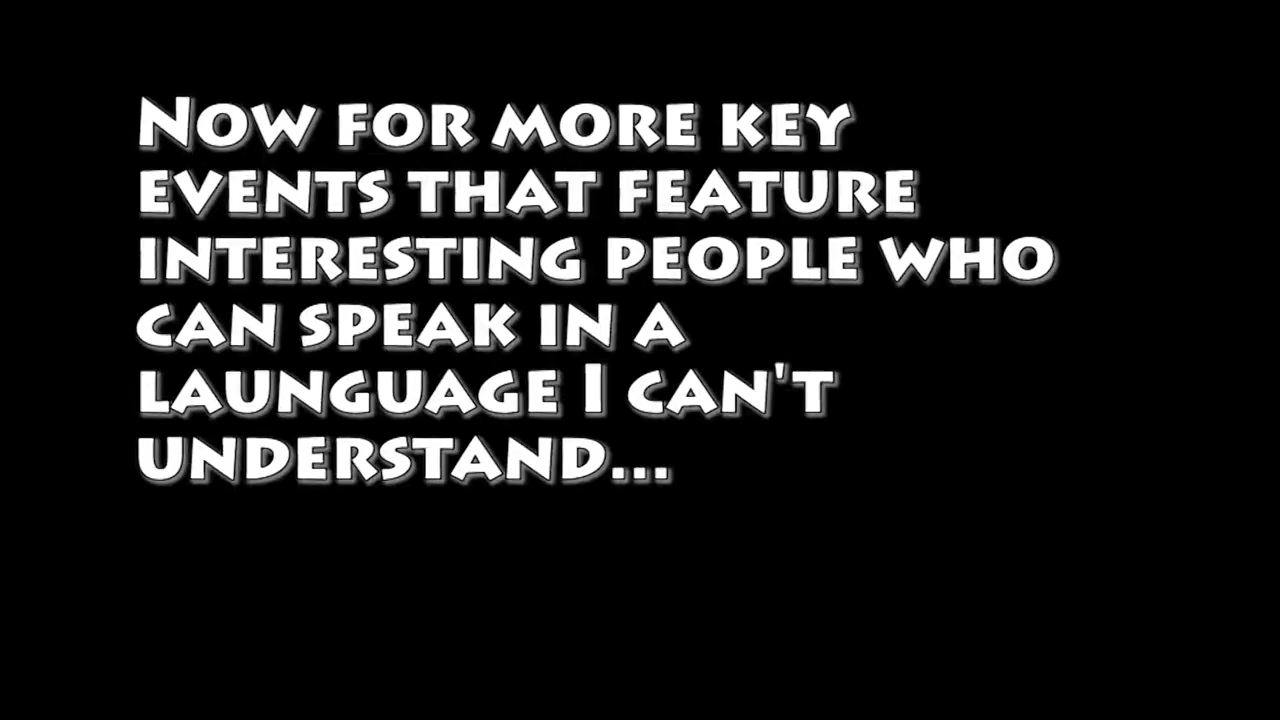 Now for more key
events that feature
interesting people who
can speak in a
launguage I can't
understand...